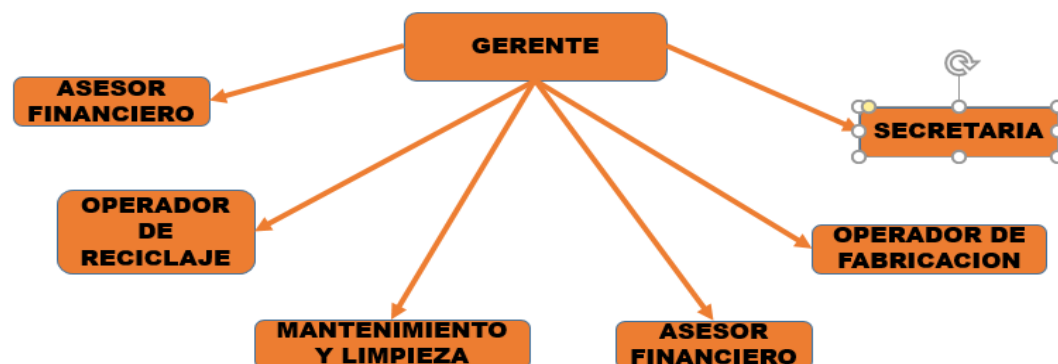 GERENTE
ASESOR
FINANCIERO
SECRETARIA
OPERADOR
DE
RECICLAJE
OPERADOR DE
FABRICACION
MANTENIMIENTO
Y LIMPIEZA
ASESOR
FINANCIERO